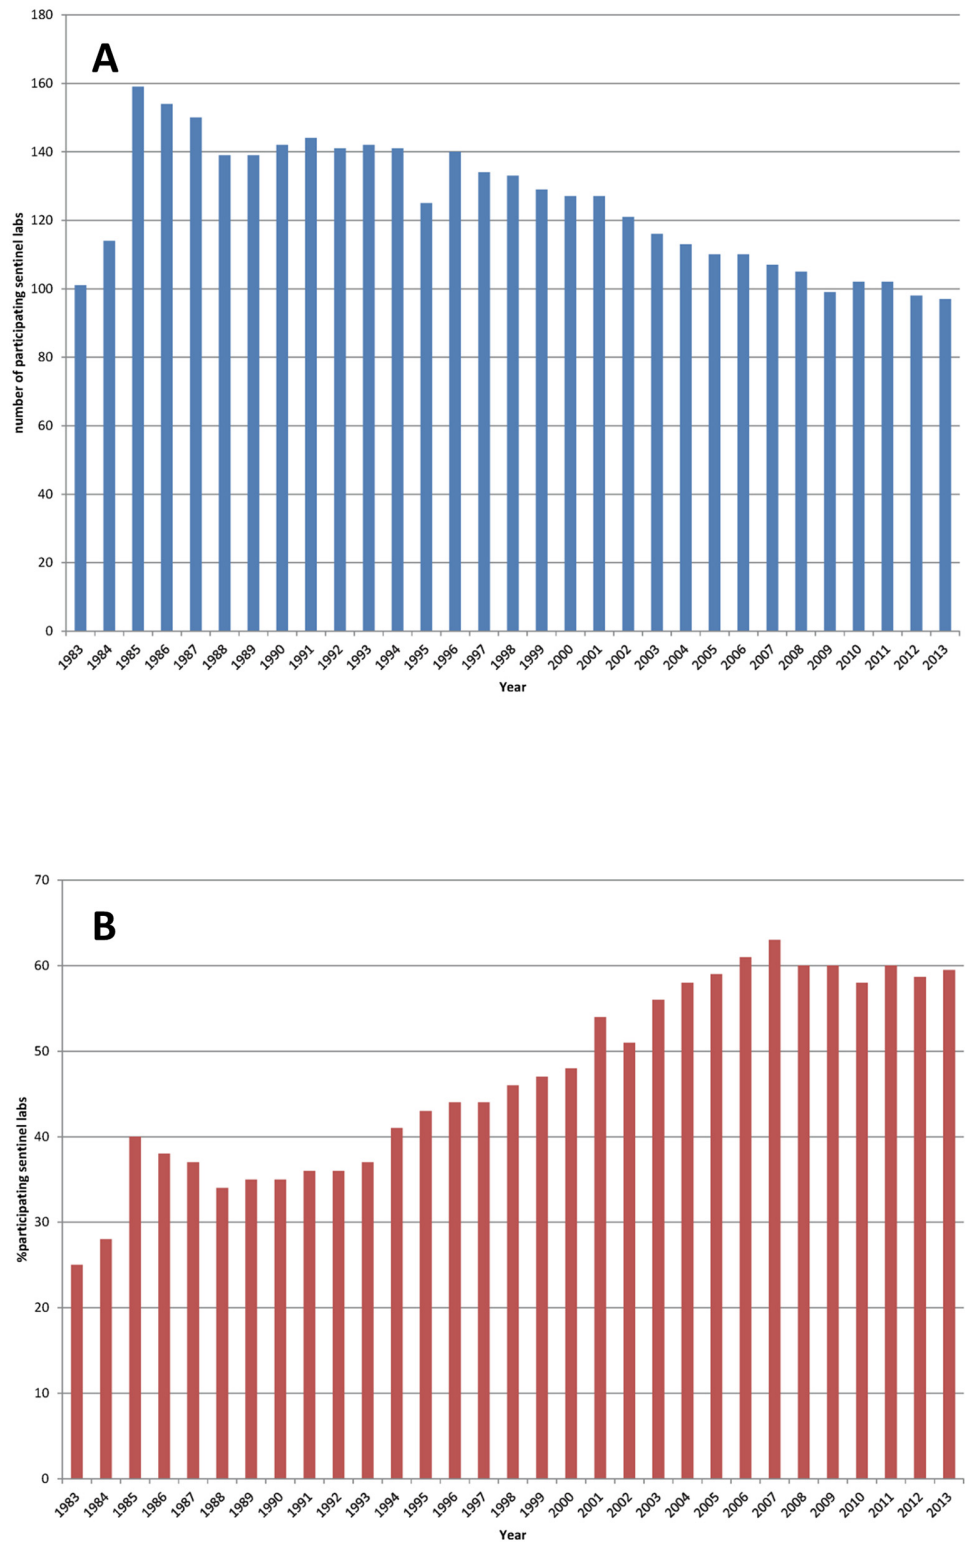 180
A
160
140
120
100
80
60
40
20
0
number of participating sentinel labs
1983 1984 1985 1986 1987 1988 1989 1990 1991 1992 1993 1994 1995 1996 1997 1998 1999 2000 2001 2002 2003 2004 2005 2006 2007 2008 2009 2010 2011 2012 2013
Year
70
B
60
50
40
30
20
10
0
%participating sentinel labs
1983 1984 1985 1986 1987 1988 1989 1990 1991 1992 1993 1994 1995 1996 1997 1998 1999 2000 2001 2002 2003 2004 2005 2006 2007 2008 2009 2010 2011 2012 2013
Year